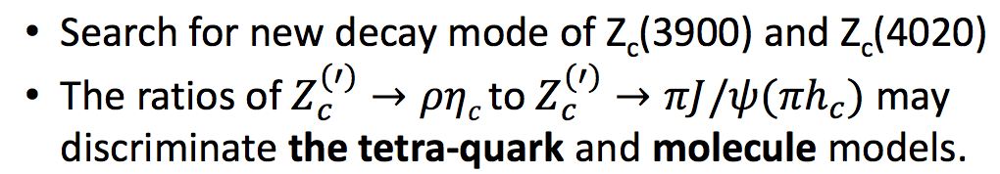 • Search for new decay mode of Z_c(3900) and Z_c(4020)
• The ratios of Z_c^(′) → ρη_c to Z_c^(′) → πJ/ψ(πh_c) may
discriminate the tetra-quark and molecule models.